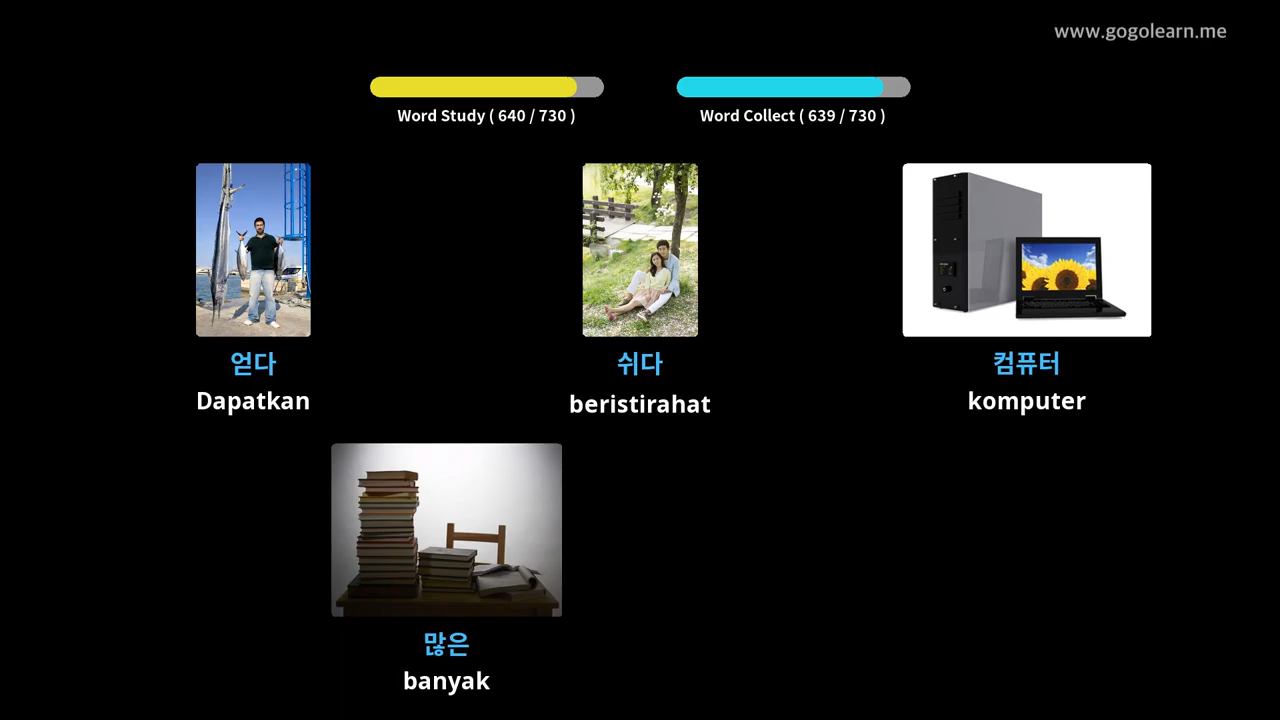 www.gogolearn.me
Word Study ( 640 / 730 )
Word Collect ( 639 / 730 )
얻다
Dapatkan
쉬다
beristirahat
컴퓨터
komputer
많은
banyak